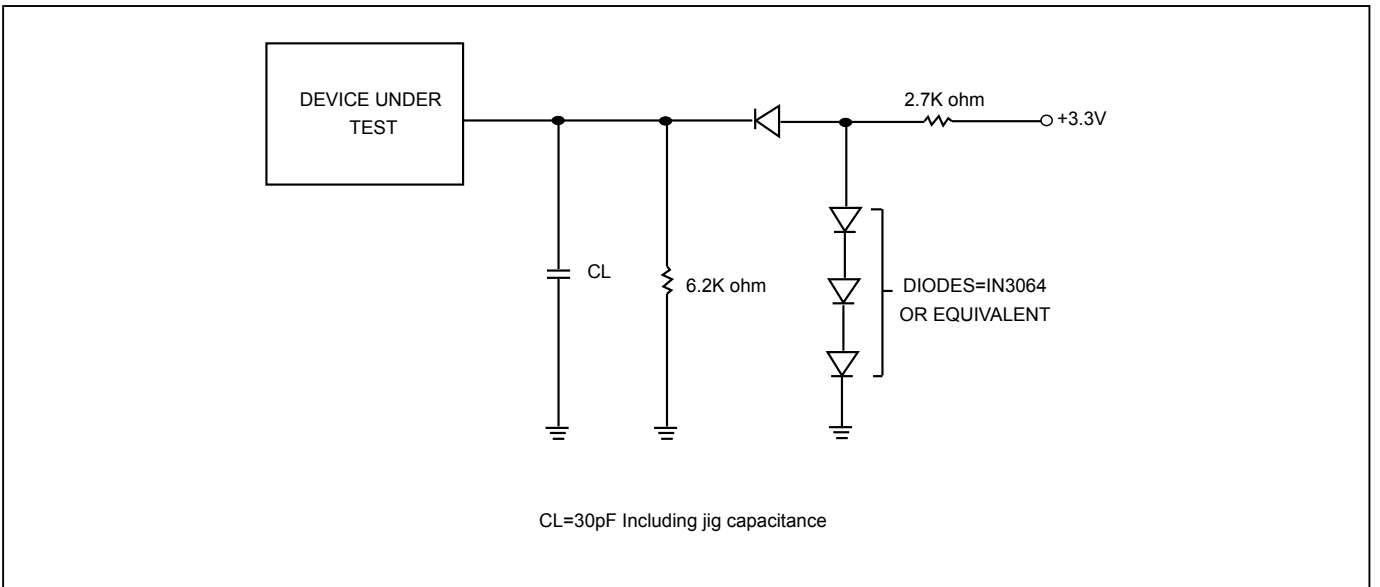 DEVICE UNDER
TEST
2.7K ohm
+3.3V
CL
6.2K ohm
DIODES=IN3064
OR EQUIVALENT
CL=30pF Including jig capacitance